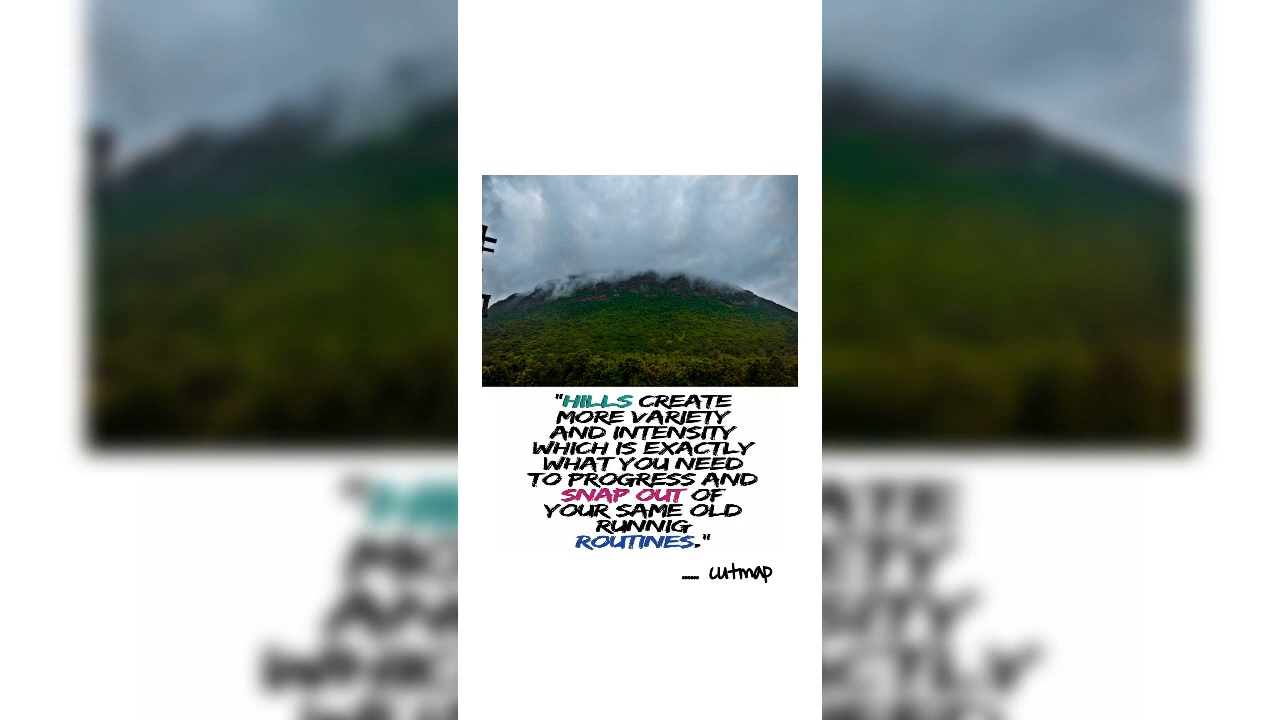 "HILLS CREATE
MORE VARIETY
AND INTENSITY
WHICH IS EXACTLY
WHAT YOU NEED
TO PROGRESS AND
SNAP OUT OF
YOUR SAME OLD
RUNNIG
ROUTINES."
...... cutmap